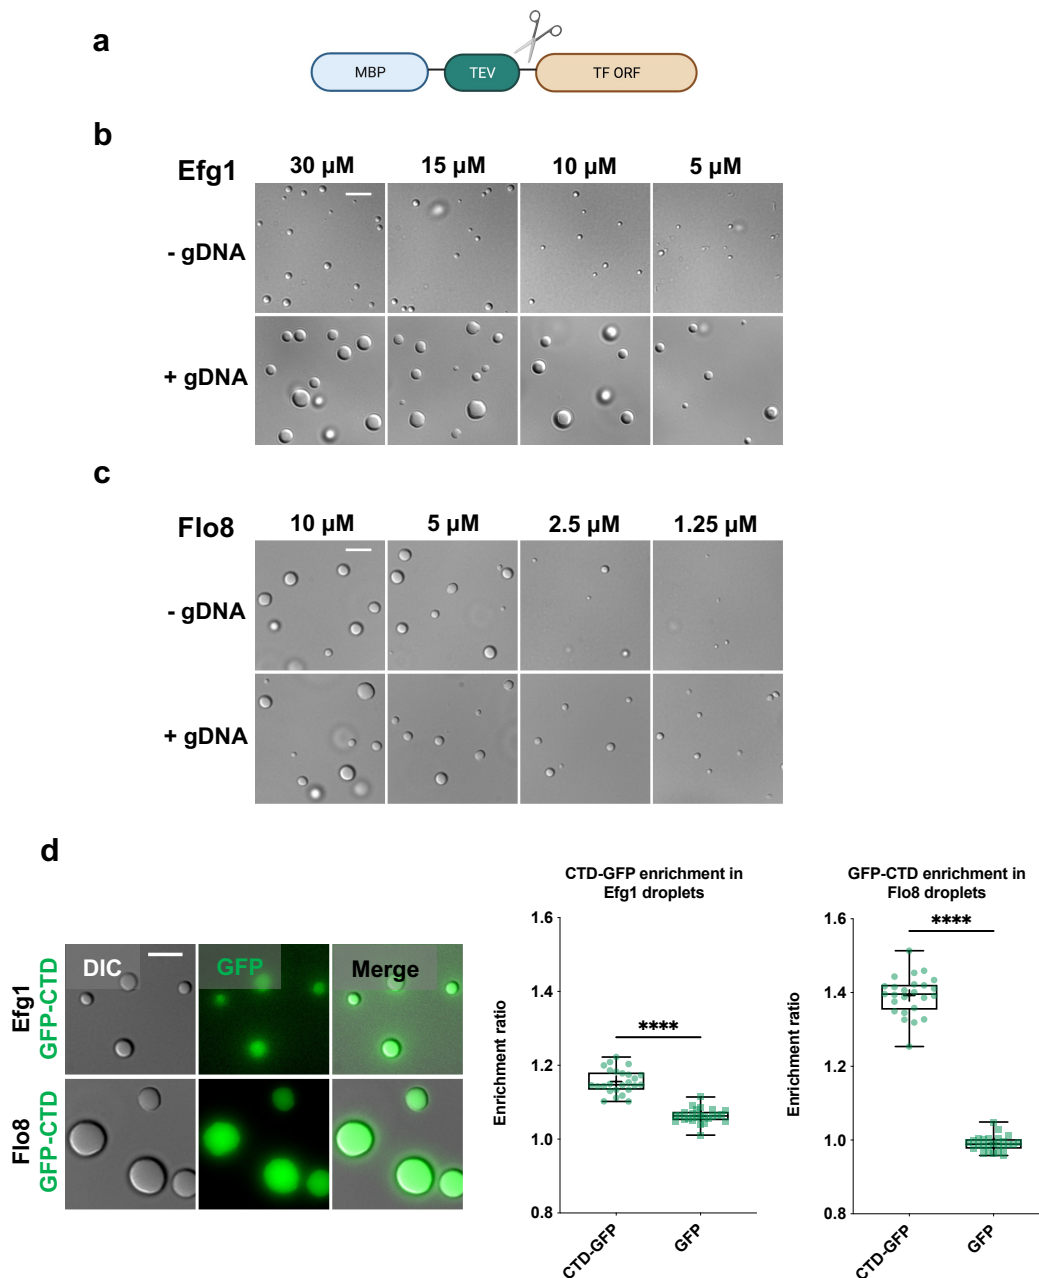 a
MBP
TEV
TF ORF
b
Efg1
30 µM
15 µM
10 µM
5 µM
- gDNA
+ gDNA
c
Flo8
10 µM
5 µM
2.5 µM
1.25 µM
- gDNA
+ gDNA
d
Efg1
GFP-CTD
DIC
GFP
Merge
Flo8
GFP-CTD
CTD-GFP enrichment in
Efg1 droplets
Enrichment ratio
1.6
1.4
1.2
1.0
0.8
****
CTD-GFP
GFP
GFP-CTD enrichment in
Flo8 droplets
Enrichment ratio
1.6
1.4
1.2
1.0
0.8
****
CTD-GFP
GFP